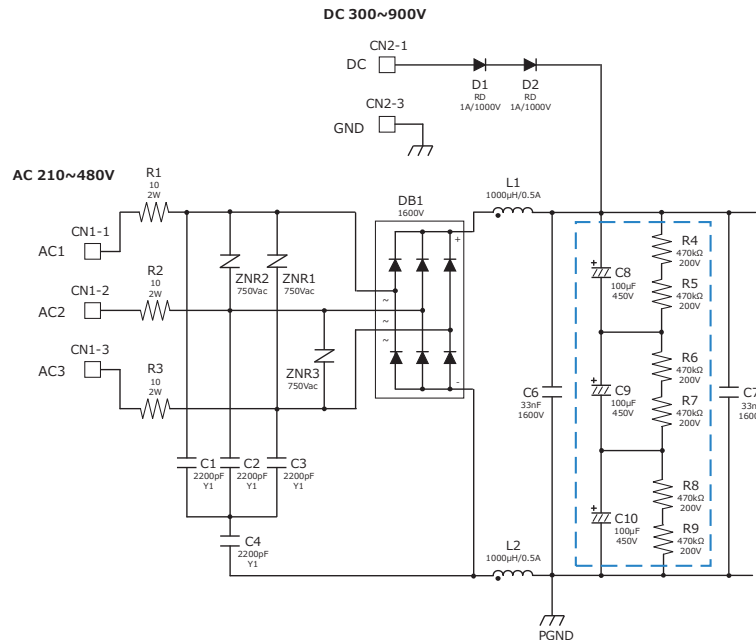 DC 300~900V
CN2-1
DC
D1
RD
1A/1000V
D2
RD
1A/1000V
CN2-3
GND
AC 210~480V
R1
10
2W
CN1-1
AC1
R2
10
2W
CN1-2
AC2
CN1-3
AC3
R3
10
2W
ZNR2
750Vac
ZNR1
750Vac
ZNR3
750Vac
DB1
1600V
+
~
~
~
-
L1
1000μH/0.5A
C1
2200pF
Y1
C2
2200pF
Y1
C3
2200pF
Y1
C4
2200pF
Y1
L2
1000μH/0.5A
C6
33nF
1600V
+
C8
100μF
450V
+
C9
100μF
450V
+
C10
100μF
450V
R4
470kΩ
200V
R5
470kΩ
200V
R6
470kΩ
200V
R7
470kΩ
200V
R8
470kΩ
200V
R9
470kΩ
200V
C7
33nF
1600
PGND